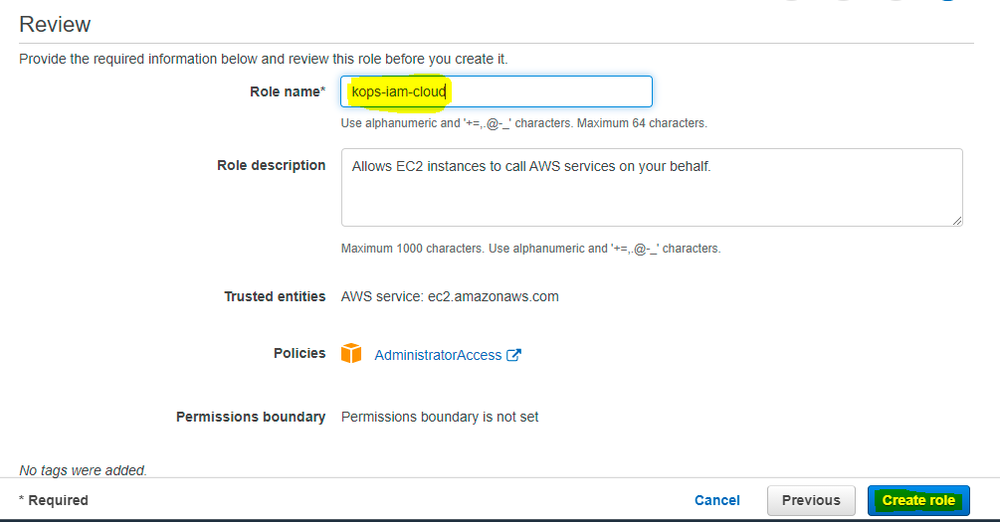 Review
Provide the required information below and review this role before you create it.
Role name* kops-iam-cloud
Use alphanumeric and '+=,.@-_' characters. Maximum 64 characters.
Role description Allows EC2 instances to call AWS services on your behalf.
Maximum 1000 characters. Use alphanumeric and '+=,.@-_' characters.
Trusted entities AWS service: ec2.amazonaws.com
Policies AdministratorAccess
Permissions boundary Permissions boundary is not set
No tags were added.
* Required Cancel Previous Create role